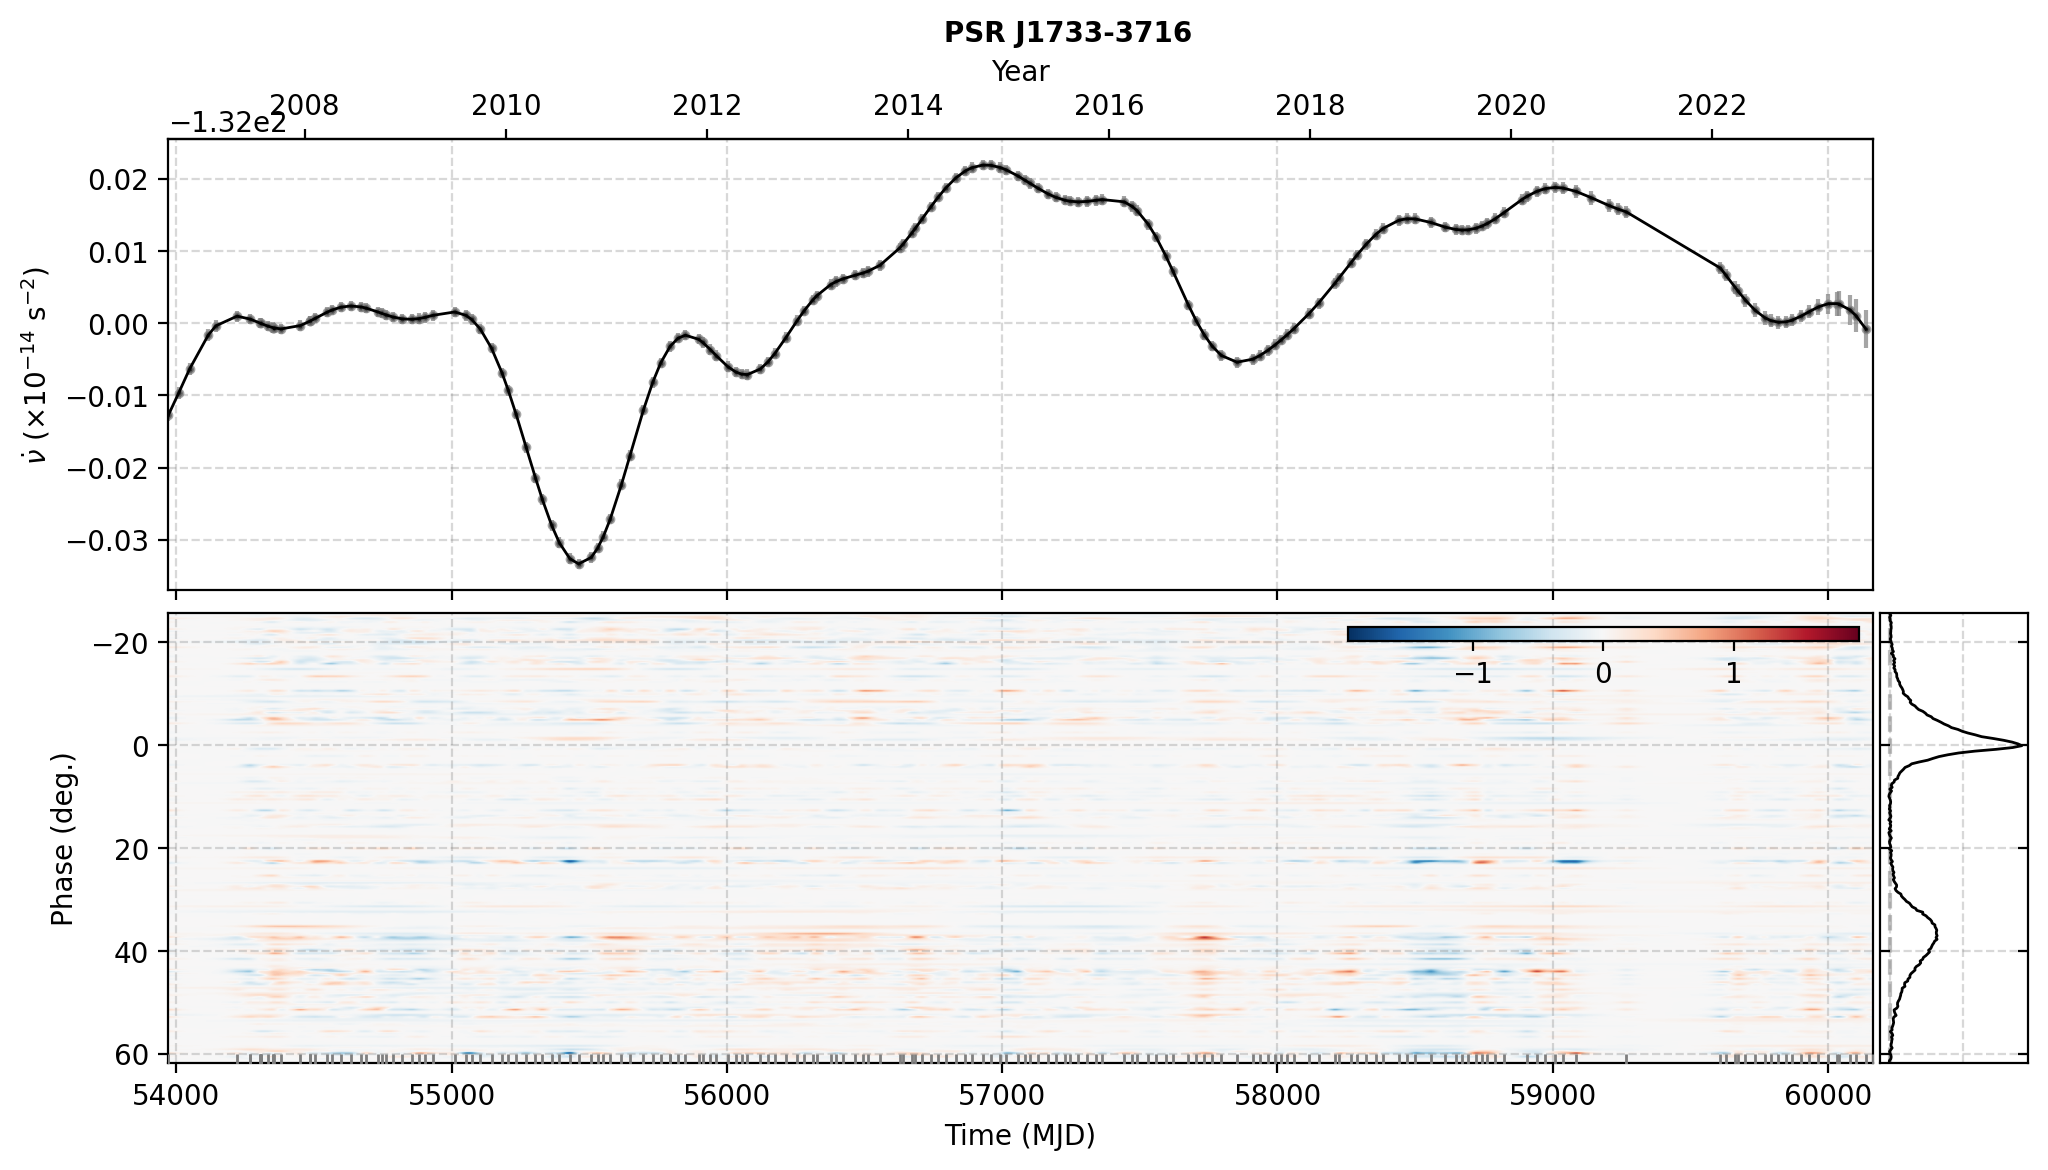 PSR J1733-3716
Year
2008 2010 2012 2014 2016 2018 2020 2022
−1.32e2
0.02
0.01
0.00
−0.01
−0.02
−0.03
ν̇ (×10⁻¹⁴ s⁻²)
−1 0 1
−20
0
20
40
60
Phase (deg.)
54000 55000 56000 57000 58000 59000 60000
Time (MJD)